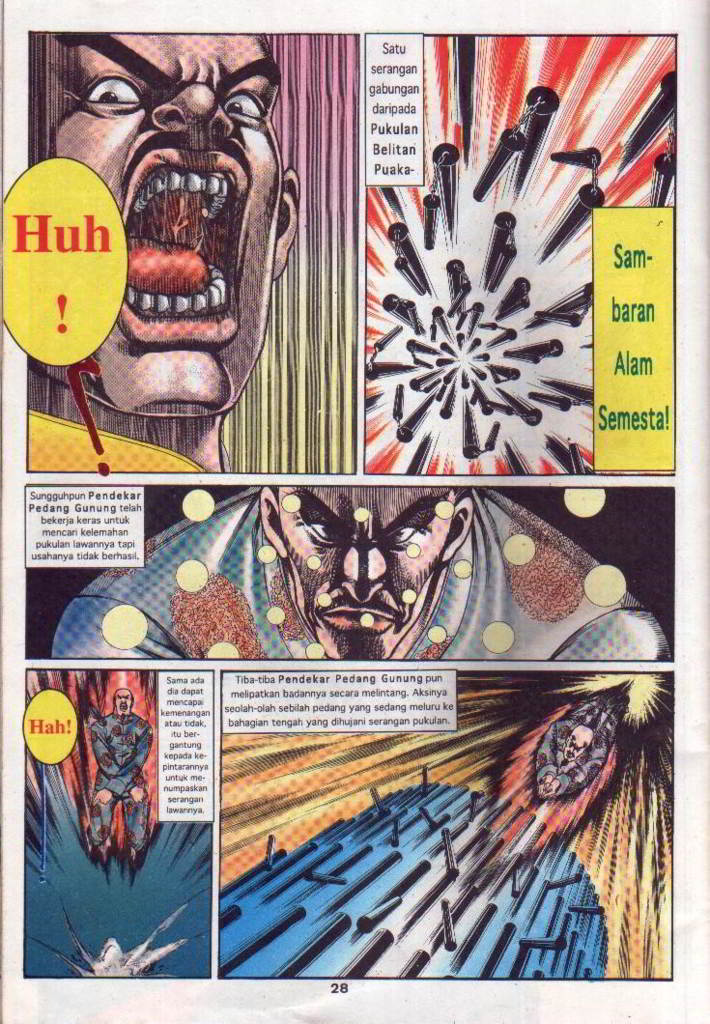 Huh
!
Satu
serangan
gabungan
daripada
Pukulan
Belitan
Puaka-
Sam-
baran
Alam
Semesta!
Sungguhpun Pendekar
Pedang Gunung telah
bekerja keras untuk
mencari kelemahan
pukulan lawannya tapi
usahanya tidak berhasil.
Hah!
Sama ada
dia dapat
mencapai
kemenangan
atau tidak,
itu ber-
gantung
kepada ke-
pintarannya
untuk me-
numpaskan
serangan
lawannya.
Tiba-tiba Pendekar Pedang Gunung pun
melipatkan badannya secara melintang. Aksinya
seolah-olah sebilah pedang yang sedang meluru ke
bahagian tengah yang dihujani serangan pukulan.
28